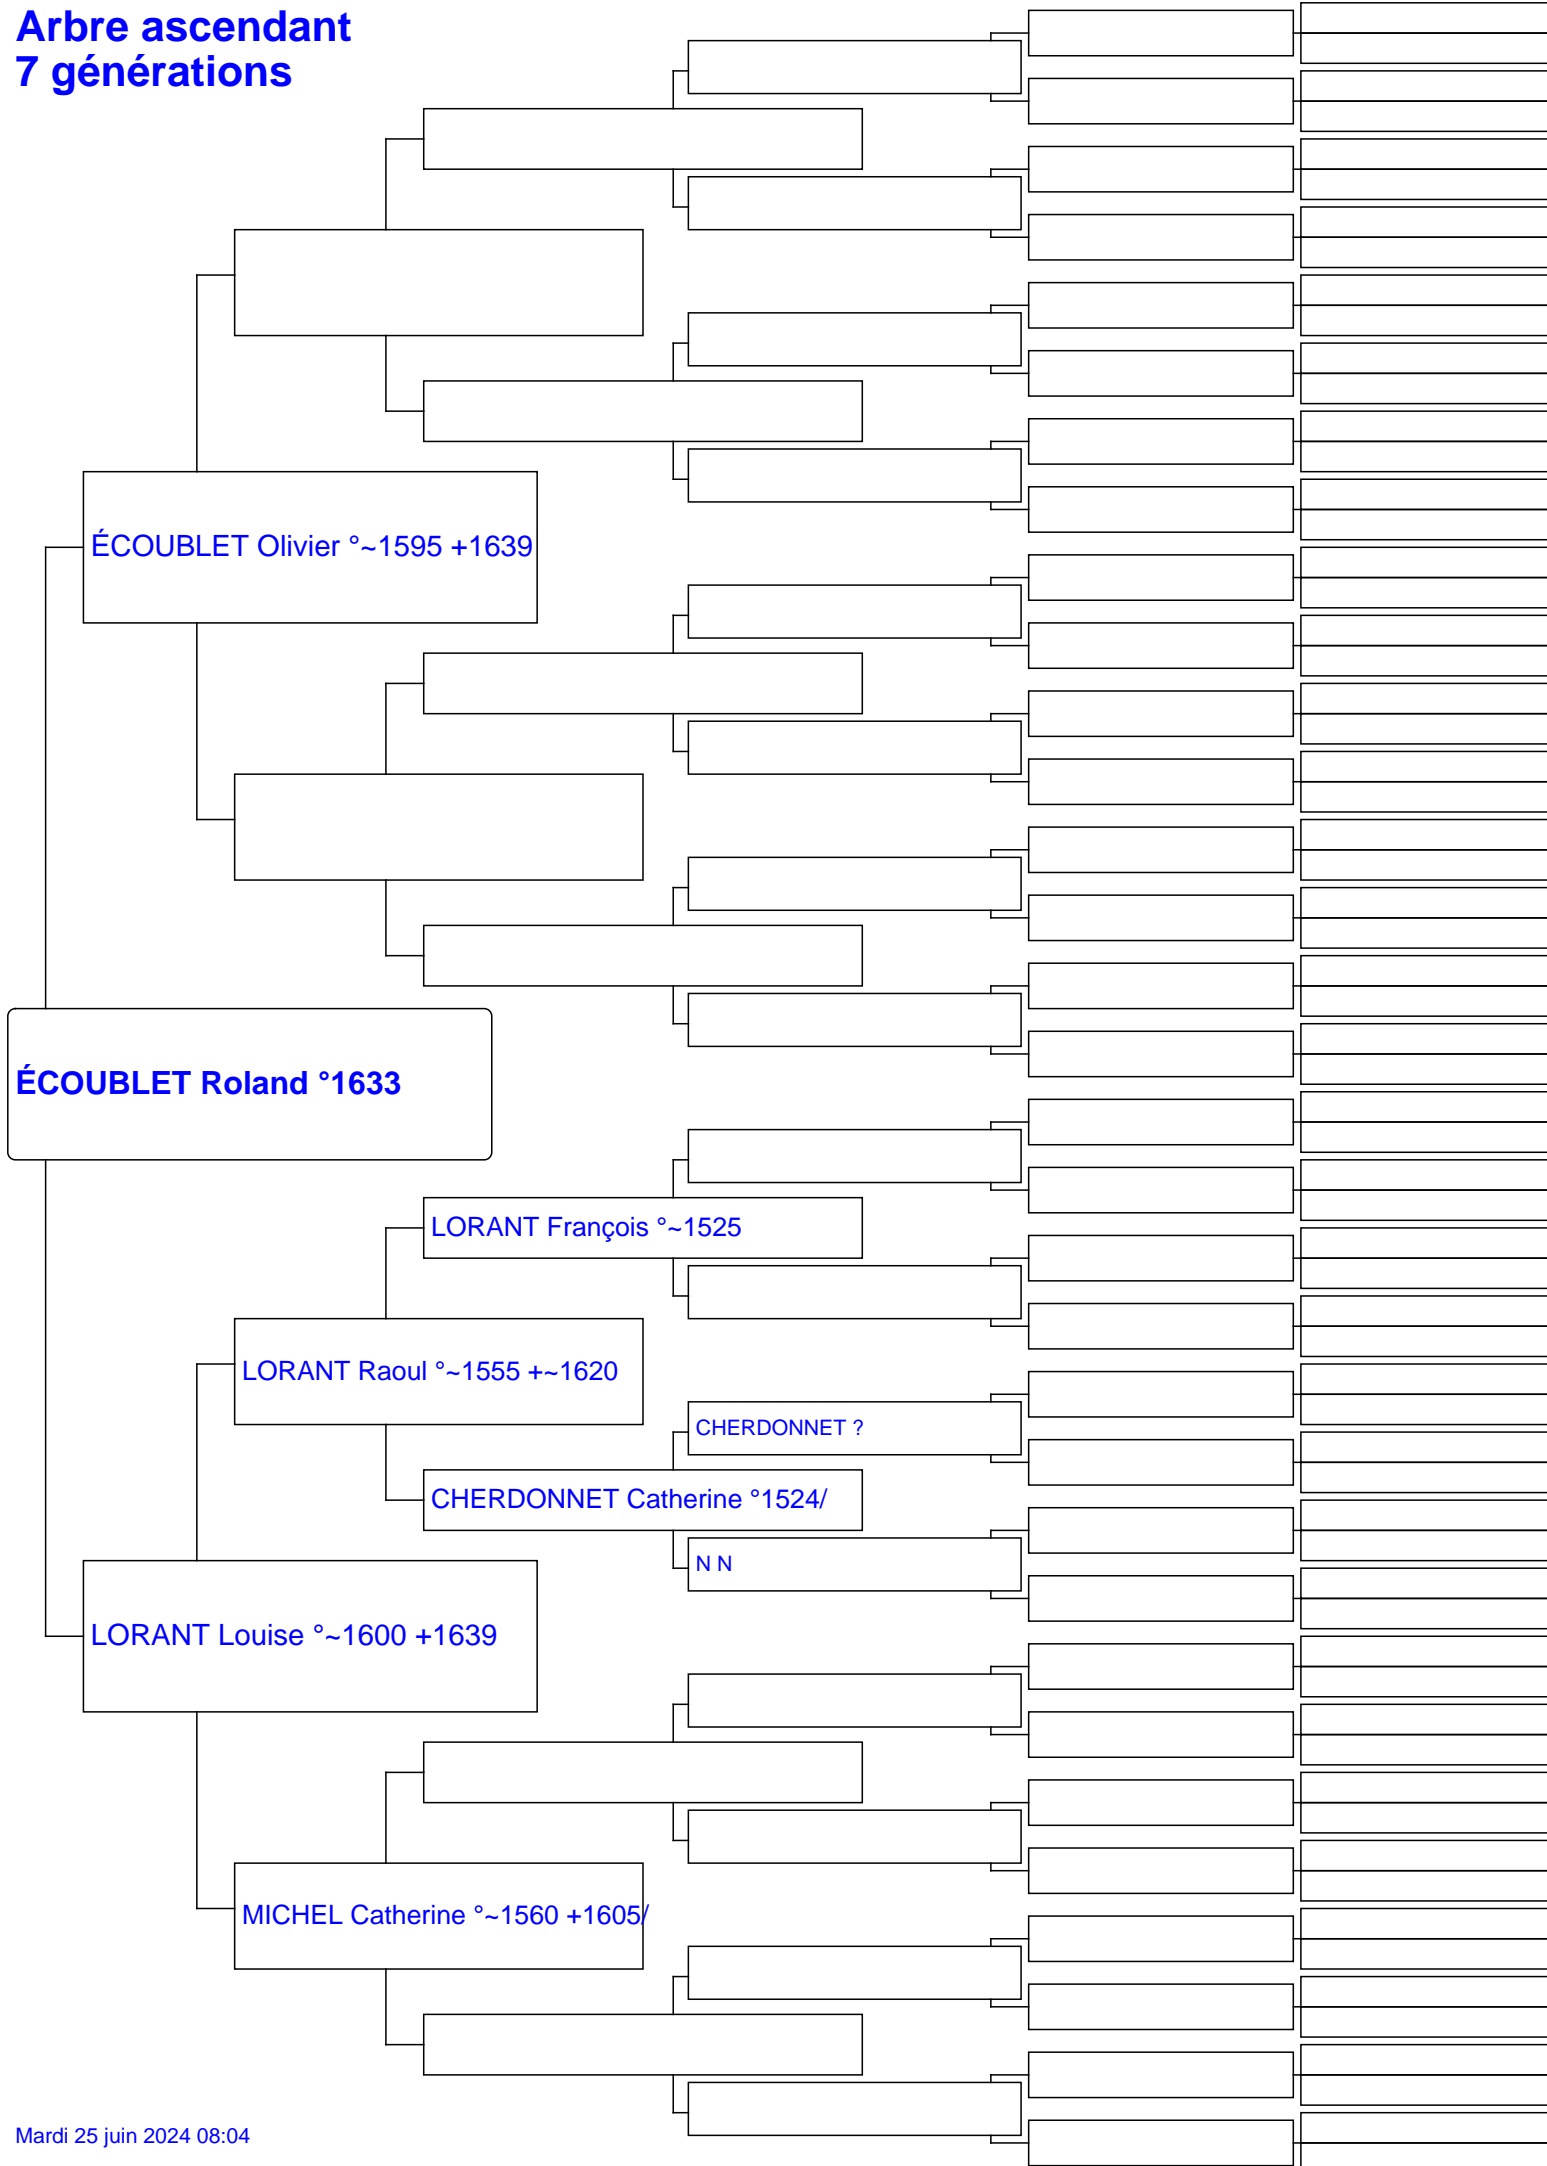 Arbre ascendant
7 générations
ÉCOUBLET Olivier °~1595 +1639
ÉCOUBLET Roland °1633
LORANT François °~1525
LORANT Raoul °~1555 +~1620
CHERDONNET ?
CHERDONNET Catherine °1524/
N N
LORANT Louise °~1600 +1639
MICHEL Catherine °~1560 +1605/
Mardi 25 juin 2024 08:04